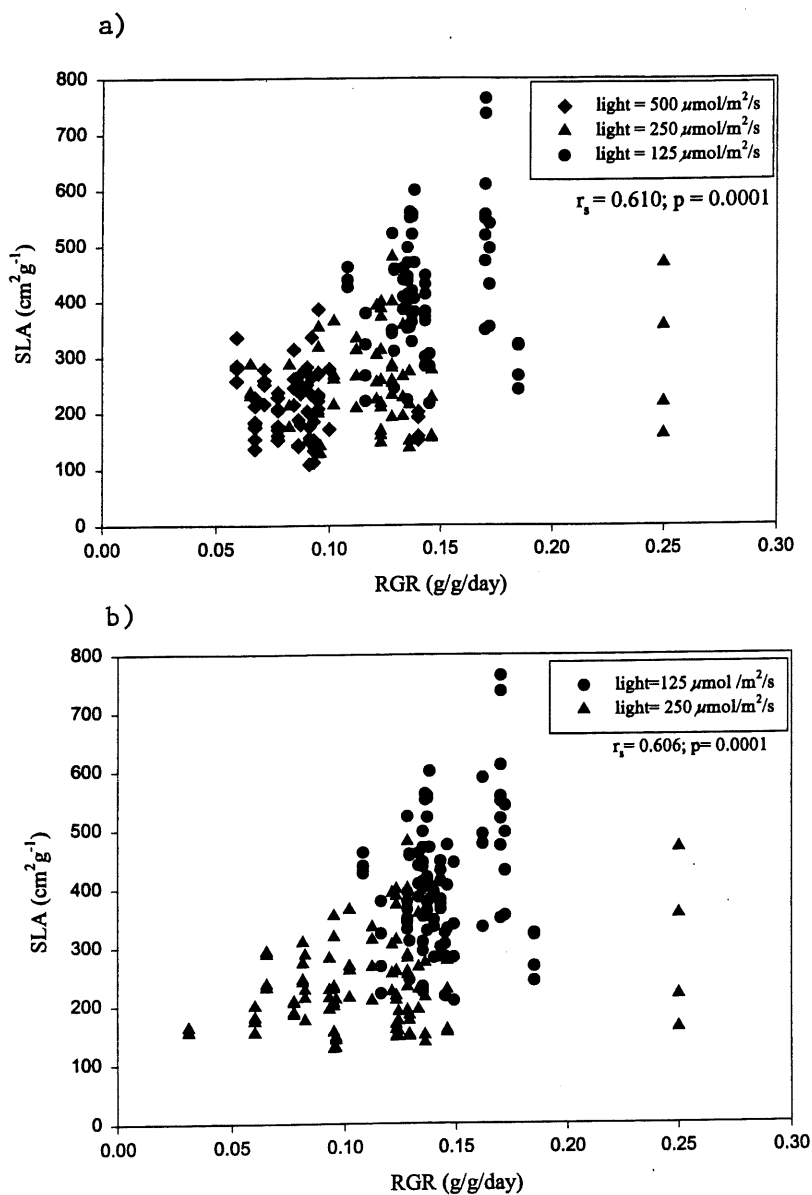 a)
800
700
600
500
400
300
200
100
0
SLA (cm²g⁻¹)
light = 500 μmol/m²/s
light = 250 μmol/m²/s
light = 125 μmol/m²/s
rₛ = 0.610; p = 0.0001
0.00 0.05 0.10 0.15 0.20 0.25 0.30
RGR (g/g/day)
b)
800
700
600
500
400
300
200
100
0
SLA (cm²g⁻¹)
light=125 μmol /m²/s
light= 250 μmol/m²/s
rₛ= 0.606; p= 0.0001
0.00 0.05 0.10 0.15 0.20 0.25 0.30
RGR (g/g/day)